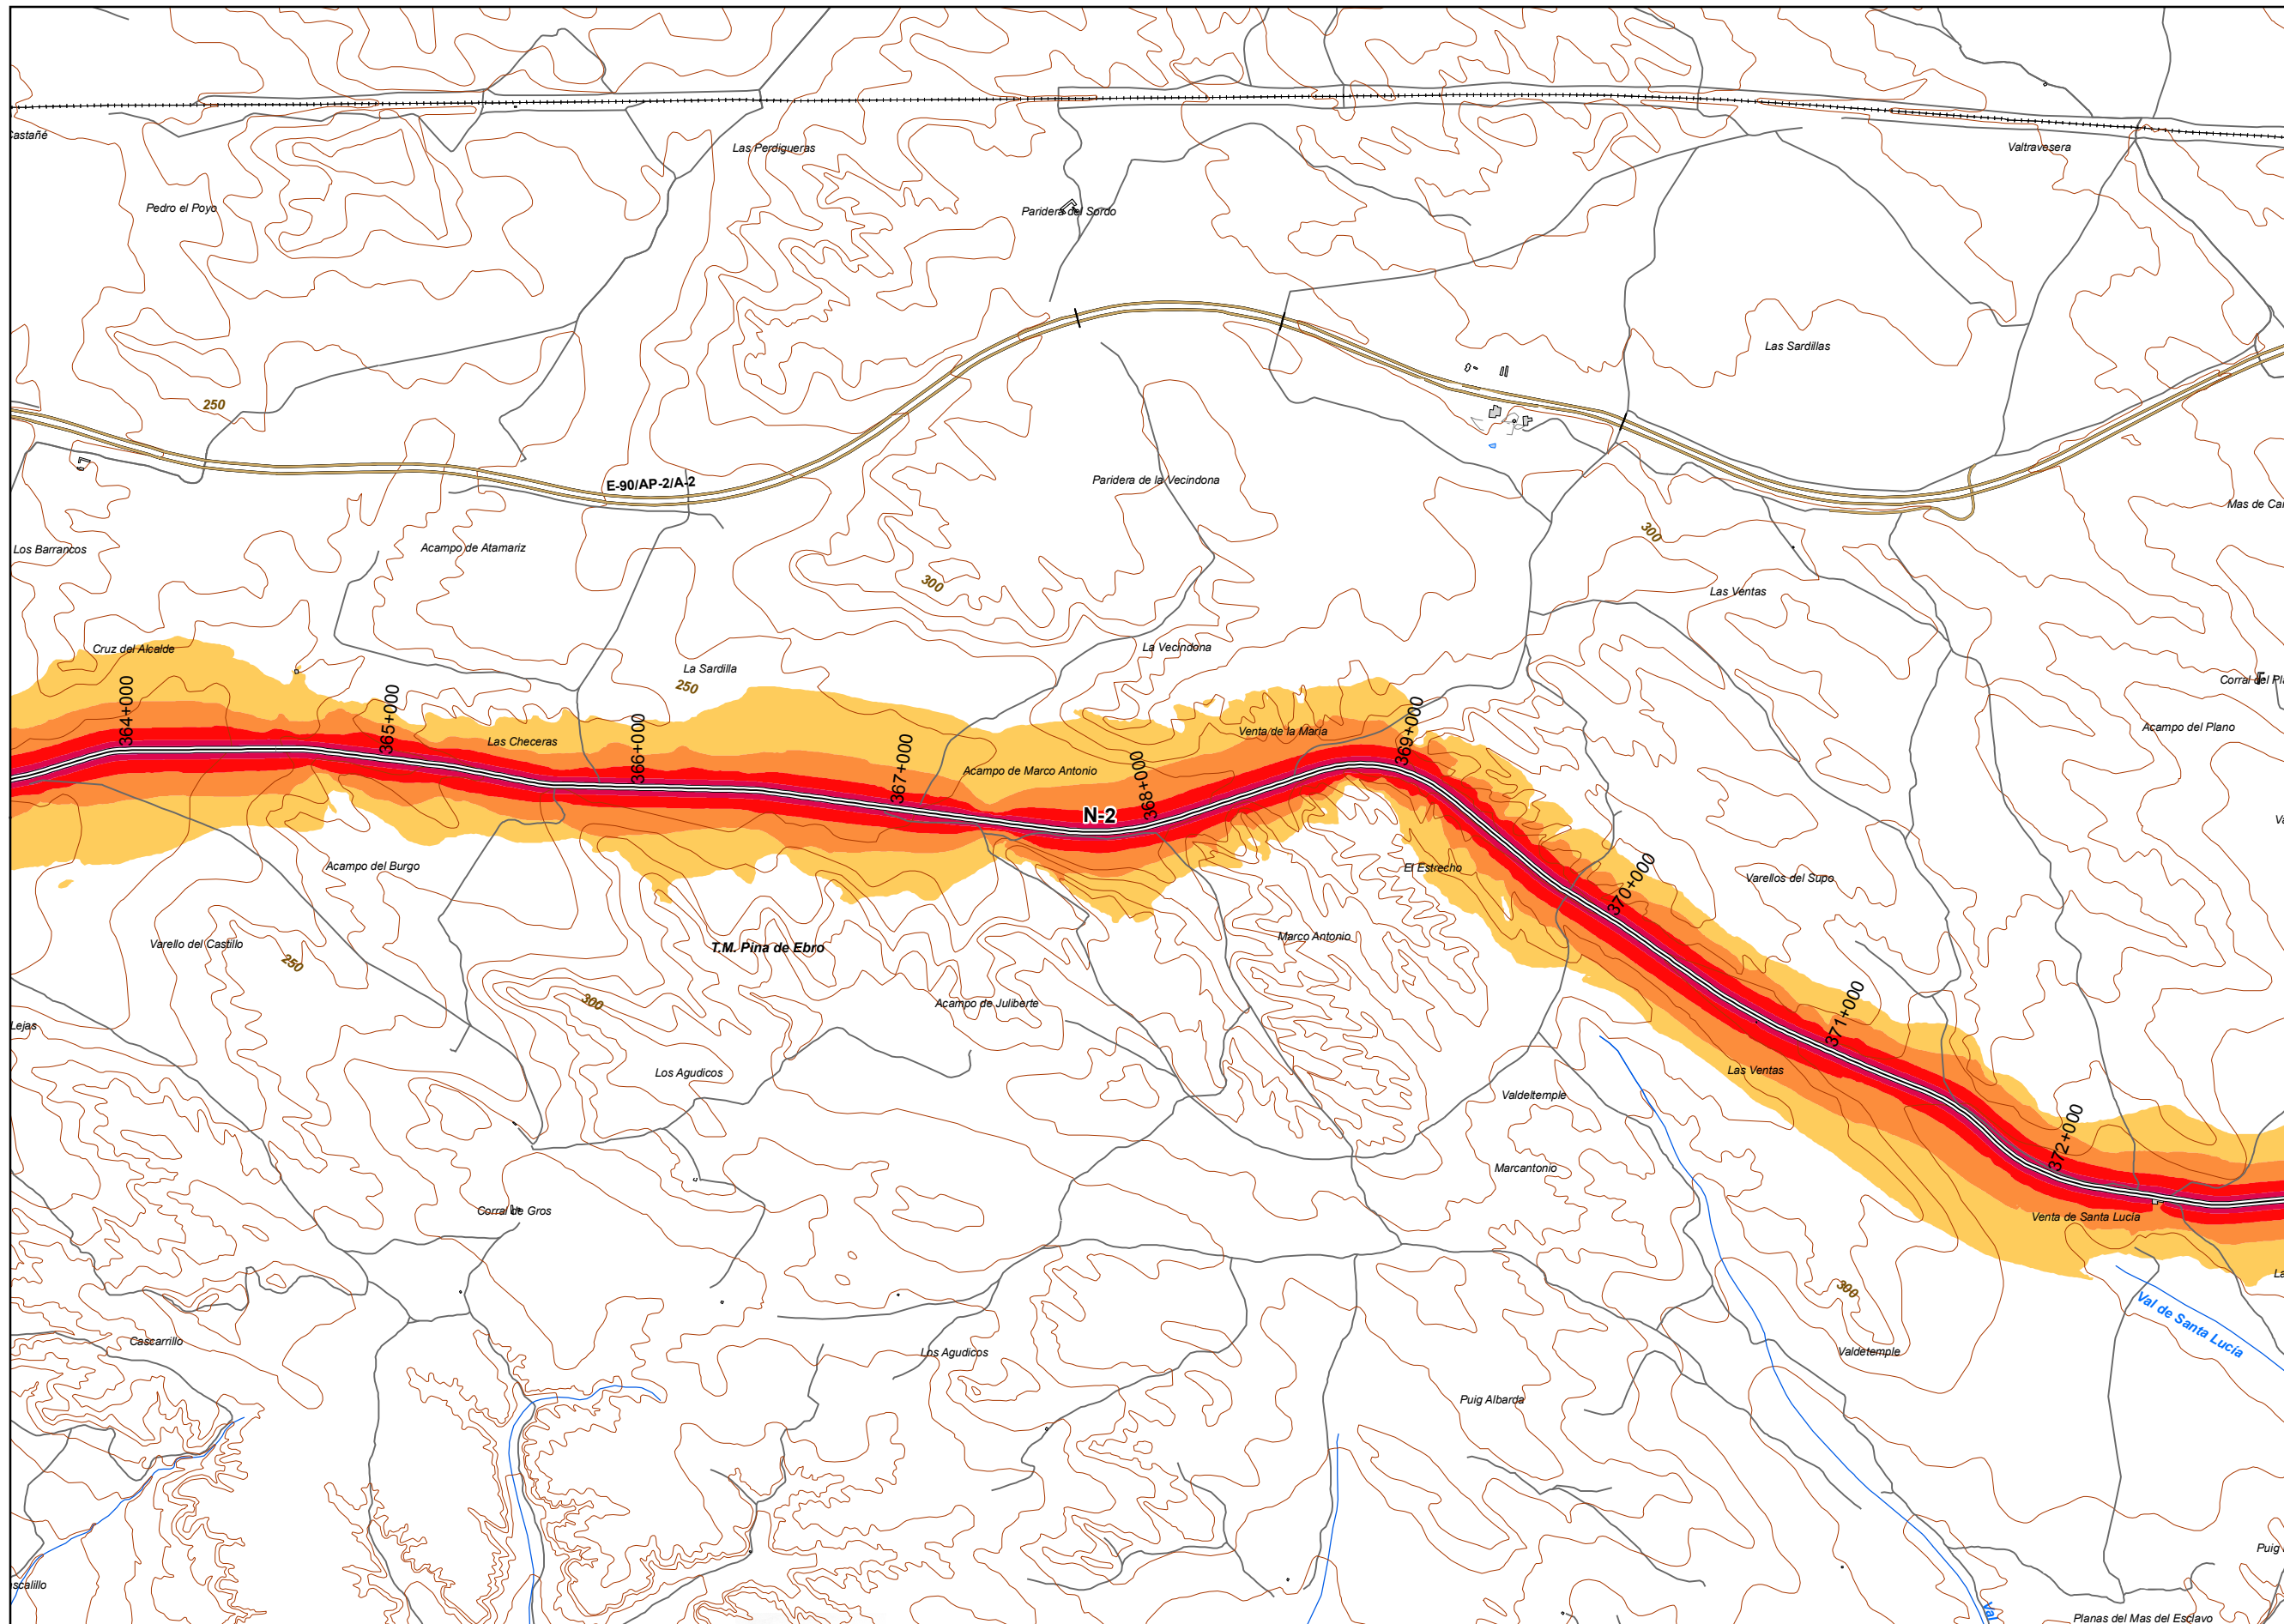 Castañé
Las Perdigueras
Valtravesera
Pedro el Poyo
Paridera del Sordo
Las Sardillas
250
E-90/AP-2/A-2
Paridera de la Vecindona
Mas de
300
Los Barrancos
Acampo de Atamariz
300
Las Ventas
Cruz del Alcalde
La Vecindona
La Sardilla
250
Corral del
364+000
365+000
366+000
367+000
368+000
369+000
Las Checeras
Venta de la María
Acampo del Plano
Acampo de Marco Antonio
N-2
Acampo del Burgo
El Estrecho
370+000
Varellos del Supo
Varello del Castillo
T.M. Pina de Ebro
Marco Antonio
250
300
Acampo de Juliberte
371+000
Lejas
Los Agudicos
Las Ventas
Valdeltemple
372+000
Marcantonio
Corral de Gros
Venta de Santa Lucía
300
Val de Santa Lucía
Cascarrillo
Los Agudicos
Valdetemple
Puig Albarda
Puig
scalillo
Val
Planas del Mas del Esclavo